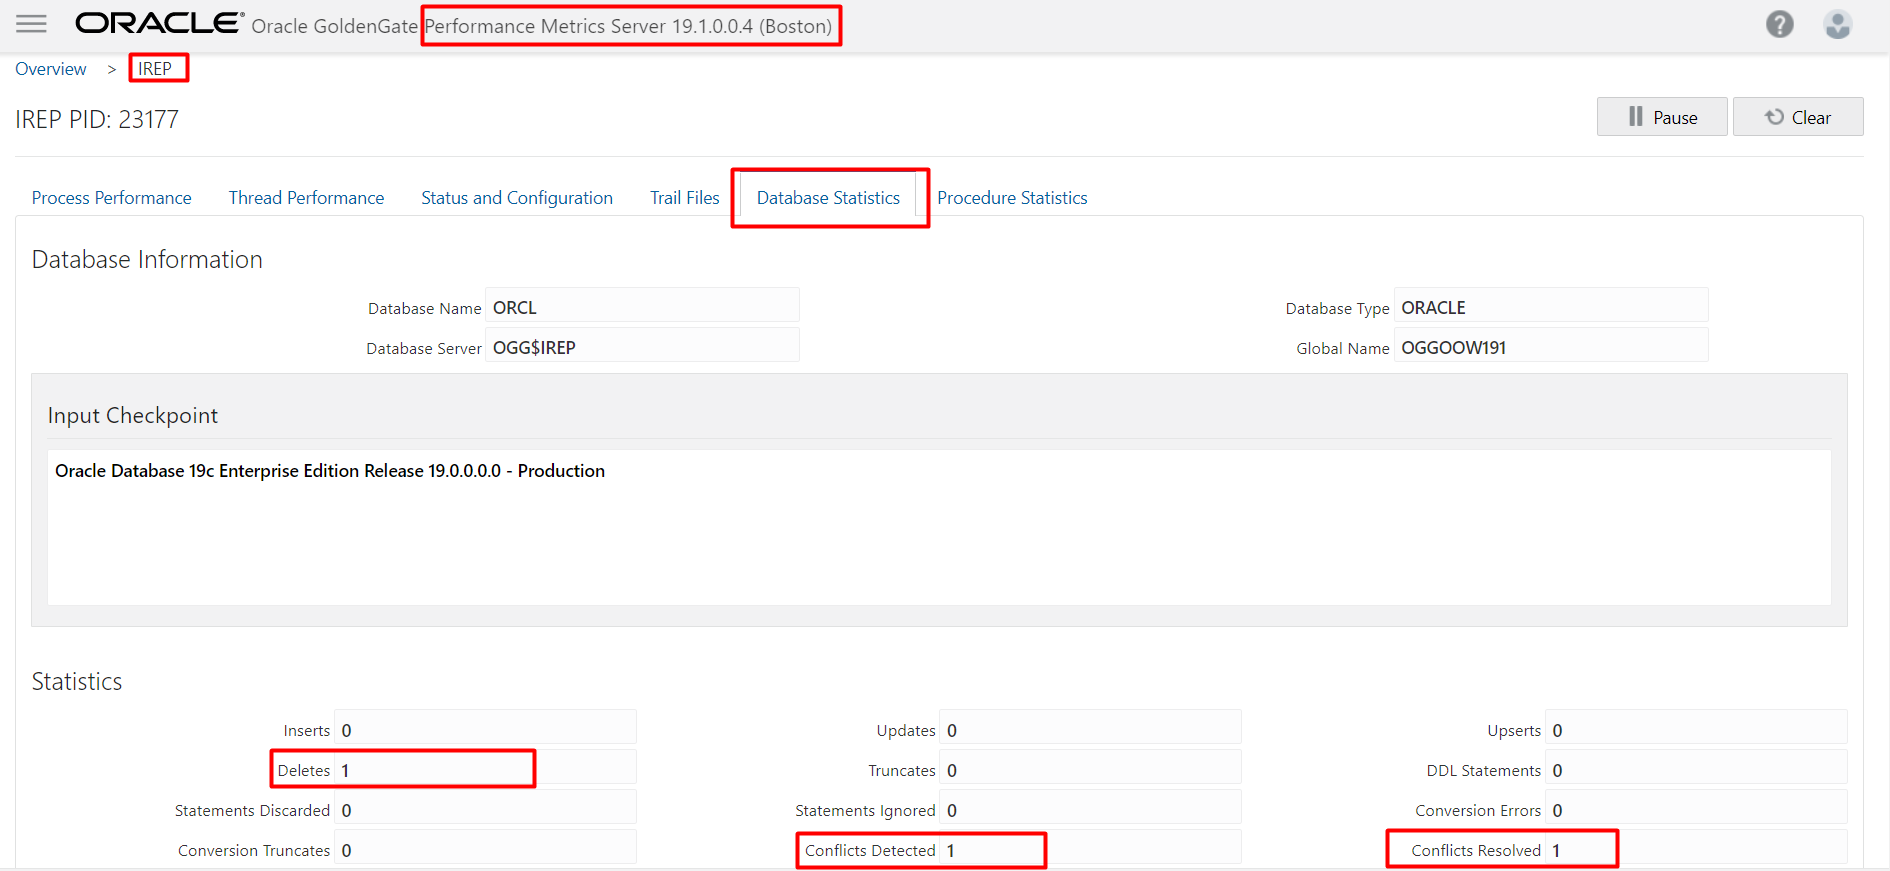 ORACLE® Oracle GoldenGate Performance Metrics Server 19.1.0.0.4 (Boston) ?
Overview > IREP
IREP PID: 23177
Pause Clear
Process Performance Thread Performance Status and Configuration Trail Files Database Statistics Procedure Statistics
Database Information
Database Name ORCL Database Type ORACLE
Database Server OGG$IREP Global Name OGGOOW191
Input Checkpoint
Oracle Database 19c Enterprise Edition Release 19.0.0.0.0 - Production
Statistics
Inserts 0 Updates 0 Upserts 0
Deletes 1 Truncates 0 DDL Statements 0
Statements Discarded 0 Statements Ignored 0 Conversion Errors 0
Conversion Truncates 0 Conflicts Detected 1 Conflicts Resolved 1